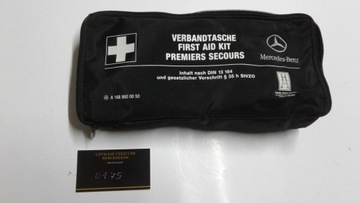 VERBANDTASCHE
FIRST AID KIT
PREMIERS SECOURS
Mercedes-Benz
Inhalt nach DIN 13 164
und gesetzlicher Vorschrift § 35 h StVZO
A 168 860 00 50
0175